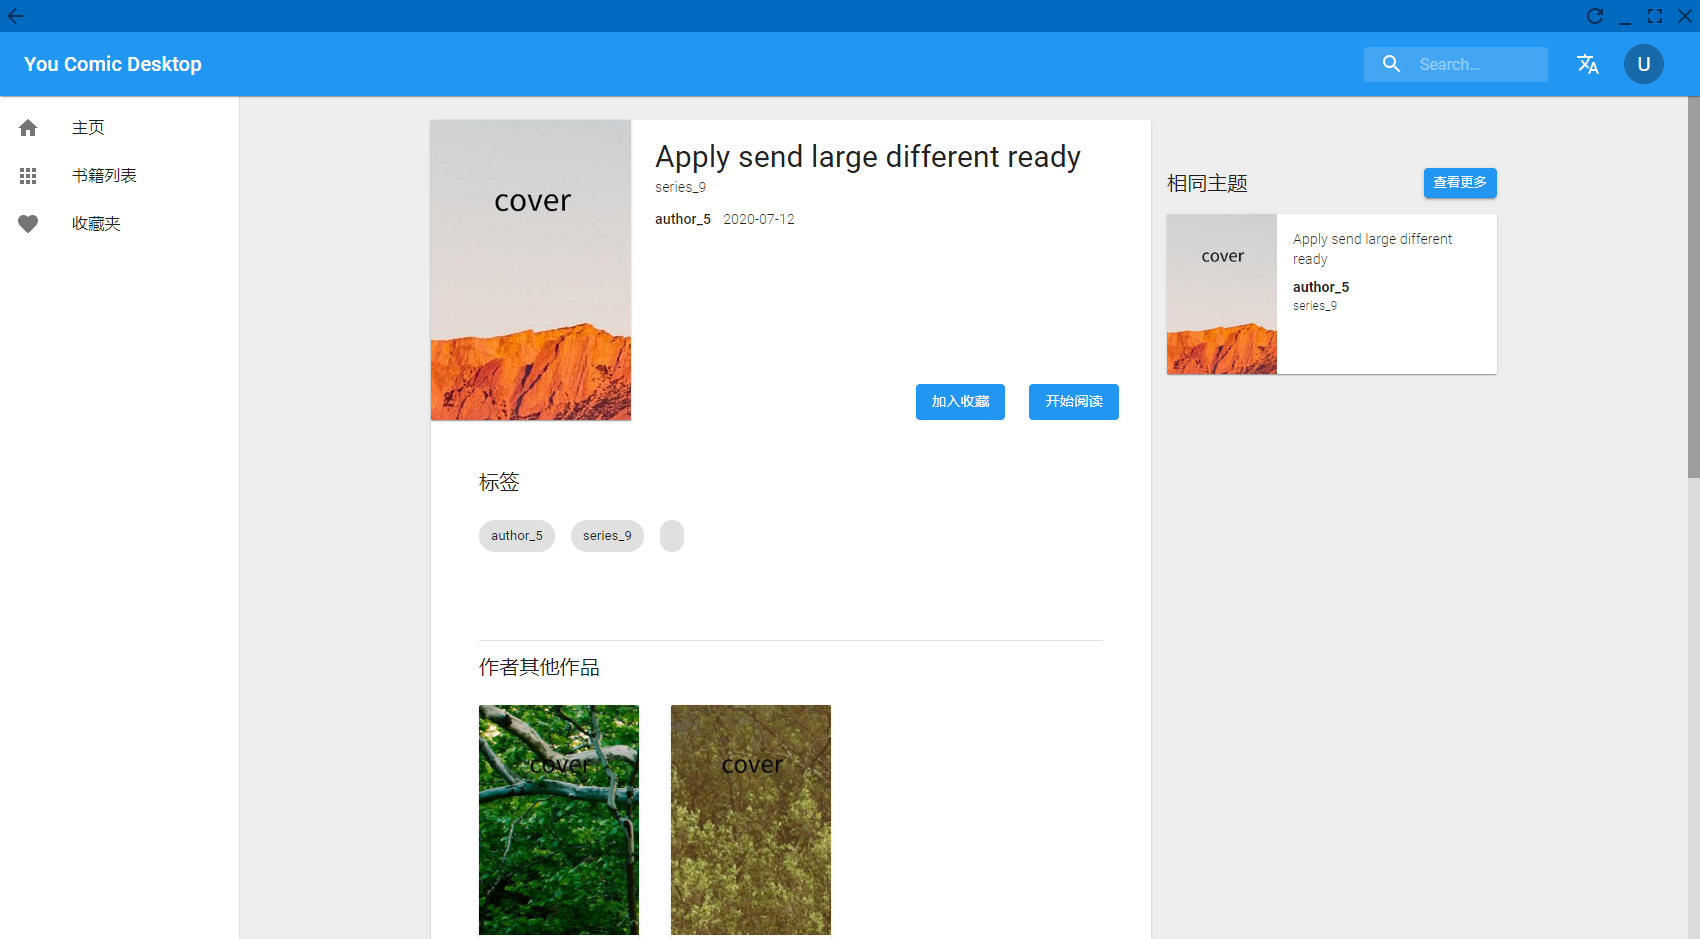 You Comic Desktop
Search...
U
主页
书籍列表
收藏夹
cover
Apply send large different ready
series_9
author_5 2020-07-12
加入收藏
开始阅读
标签
author_5
series_9
作者其他作品
cover
cover
相同主题
查看更多
cover
Apply send large different
ready
author_5
series_9